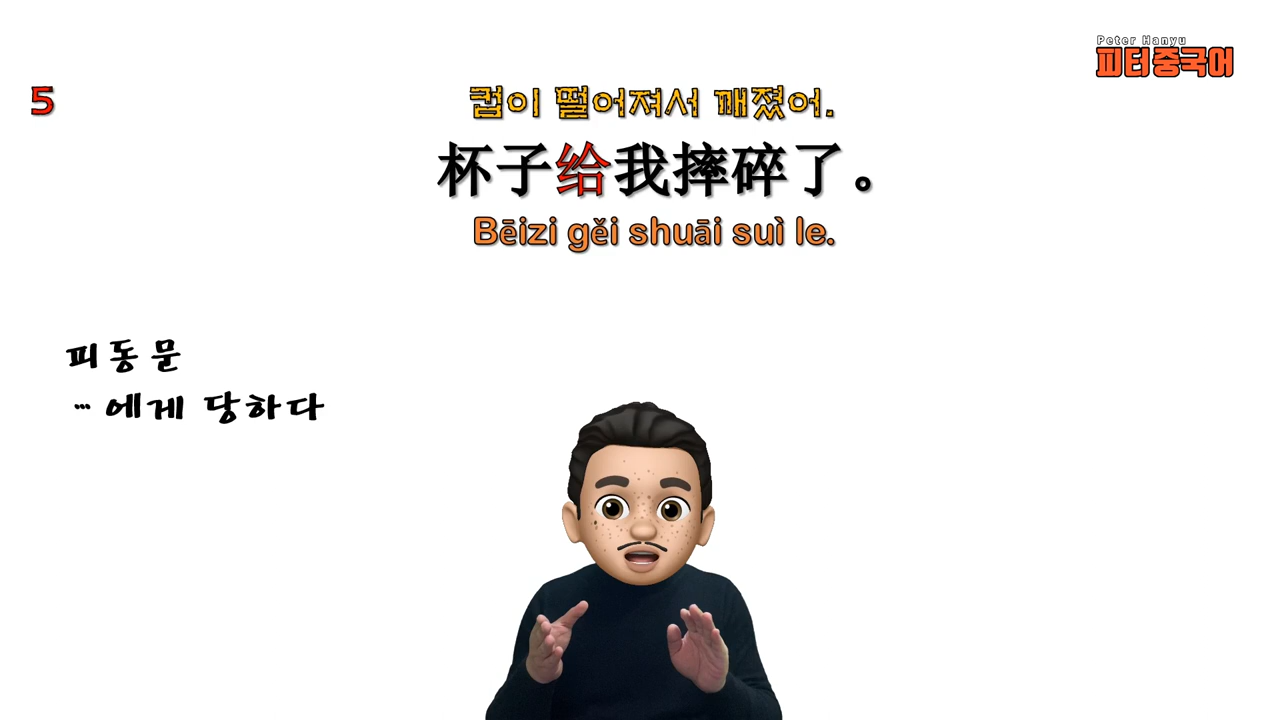 Peter Hanyu
피터중국어
5
컵이 떨어져서 깨졌어.
杯子给我摔碎了。
Bēizi gěi shuāi suì le.
피동문
… 에게 당하다